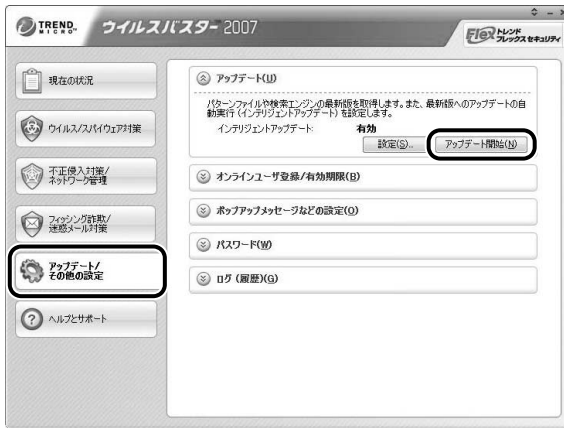 TREND MICRO ウイルスバスター 2007
Flex トレンド フレックス セキュリティ
現在の状況
ウイルス/スパイウェア対策
不正侵入対策/
ネットワーク管理
フィッシング詐欺/
迷惑メール対策
アップデート/
その他の設定
ヘルプとサポート
アップデート(U)
パターンファイルや検索エンジンの最新版を取得します。また、最新版へのアップデートの自
動実行(インテリジェントアップデート)を設定します。
インテリジェントアップデート: 有効
設定(S)... アップデート開始(N)
オンラインユーザ登録/有効期限(B)
ポップアップメッセージなどの設定(O)
パスワード(W)
ログ (履歴)(G)